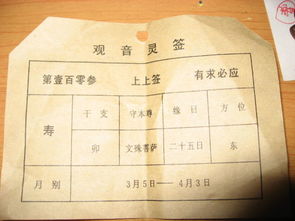 观音灵签
第壹百零参 上上签 有求必应
寿 干支 守本尊 缘日 方位
卯 文殊菩萨 二十五日 东
月别 3月5日——4月3日